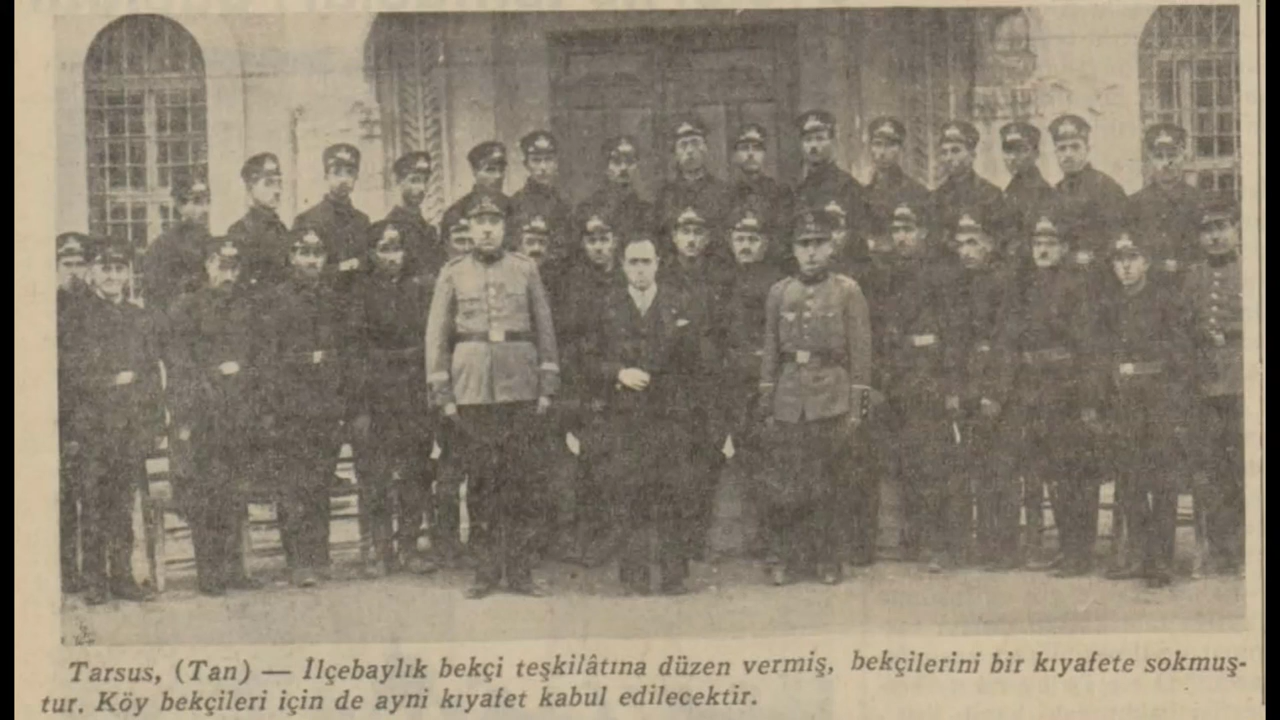 Tarsus, (Tan) — İlçebaylık bekçi teşkilâtına düzen vermiş, bekçilerini bir kıyafete sokmuş-
tur. Köy bekçileri için de ayni kıyafet kabul edilecektir.